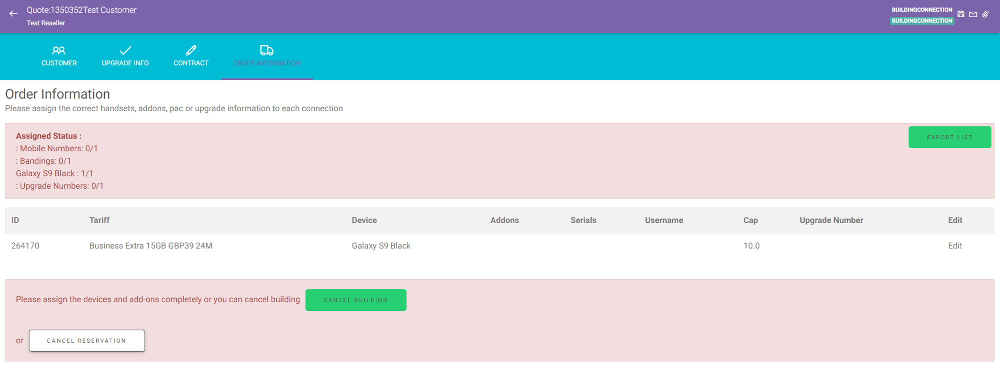 Quote:1350352Test Customer
Test Reseller
BUILDINGCONNECTION
BUILDINGCONNECTION
CUSTOMER
UPGRADE INFO
CONTRACT
ORDER INFORMATION
Order Information
Please assign the correct handsets, addons, pac or upgrade information to each connection
Assigned Status :
EXPORT LIST
: Mobile Numbers: 0/1
: Bandings: 0/1
Galaxy S9 Black : 1/1
: Upgrade Numbers: 0/1
ID Tariff Device Addons Serials Username Cap Upgrade Number Edit
264170 Business Extra 15GB GBP39 24M Galaxy S9 Black 10.0 Edit
Please assign the devices and add-ons completely or you can cancel building CANCEL BUILDING
or CANCEL RESERVATION